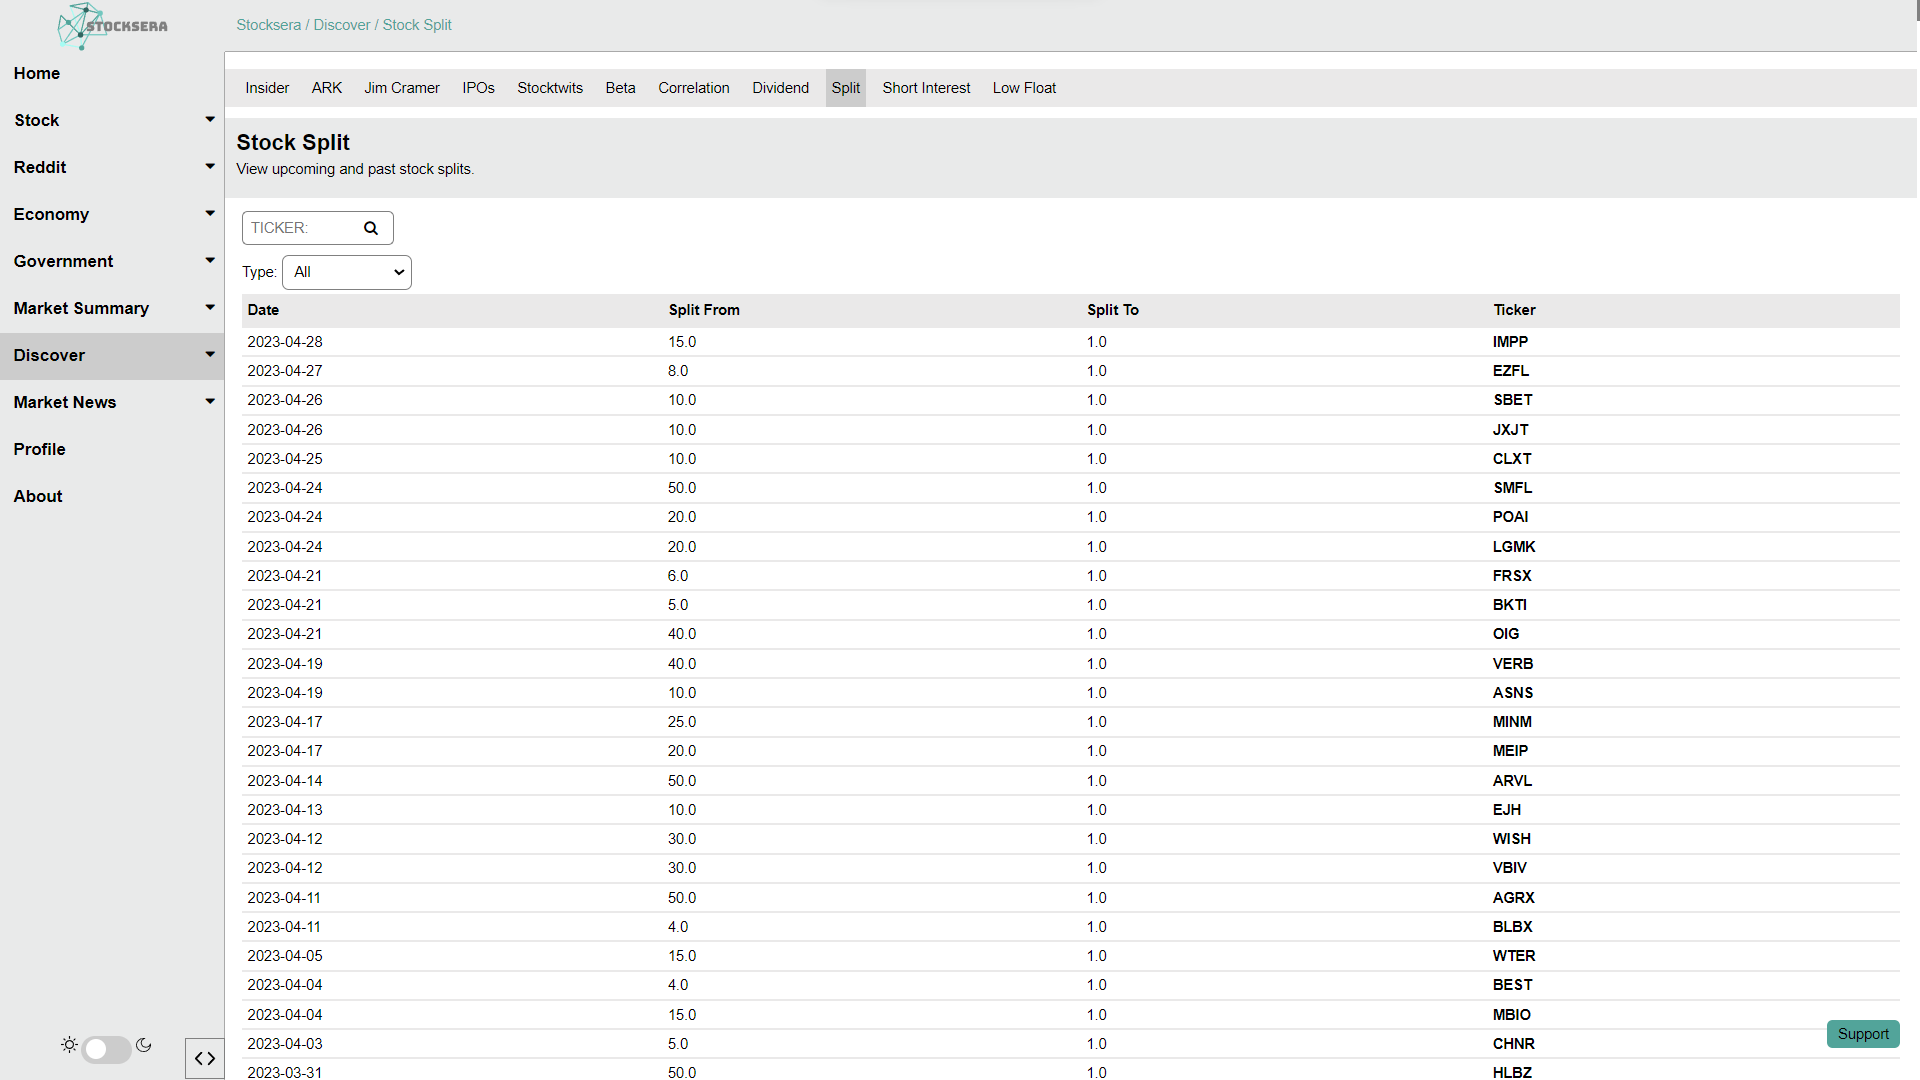 STOCKSERA
Stocksera / Discover / Stock Split
Home
Stock
Reddit
Economy
Government
Market Summary
Discover
Market News
Profile
About
Insider ARK Jim Cramer IPOs Stocktwits Beta Correlation Dividend Split Short Interest Low Float
Stock Split
View upcoming and past stock splits.
TICKER:
Type: All
Date Split From Split To Ticker
2023-04-28 15.0 1.0 IMPP
2023-04-27 8.0 1.0 EZFL
2023-04-26 10.0 1.0 SBET
2023-04-26 10.0 1.0 JXJT
2023-04-25 10.0 1.0 CLXT
2023-04-24 50.0 1.0 SMFL
2023-04-24 20.0 1.0 POAI
2023-04-24 20.0 1.0 LGMK
2023-04-21 6.0 1.0 FRSX
2023-04-21 5.0 1.0 BKTI
2023-04-21 40.0 1.0 OIG
2023-04-19 40.0 1.0 VERB
2023-04-19 10.0 1.0 ASNS
2023-04-17 25.0 1.0 MINM
2023-04-17 20.0 1.0 MEIP
2023-04-14 50.0 1.0 ARVL
2023-04-13 10.0 1.0 EJH
2023-04-12 30.0 1.0 WISH
2023-04-12 30.0 1.0 VBIV
2023-04-11 50.0 1.0 AGRX
2023-04-11 4.0 1.0 BLBX
2023-04-05 15.0 1.0 WTER
2023-04-04 4.0 1.0 BEST
2023-04-04 15.0 1.0 MBIO
2023-04-03 5.0 1.0 CHNR
2023-03-31 50.0 1.0 HLBZ
Support